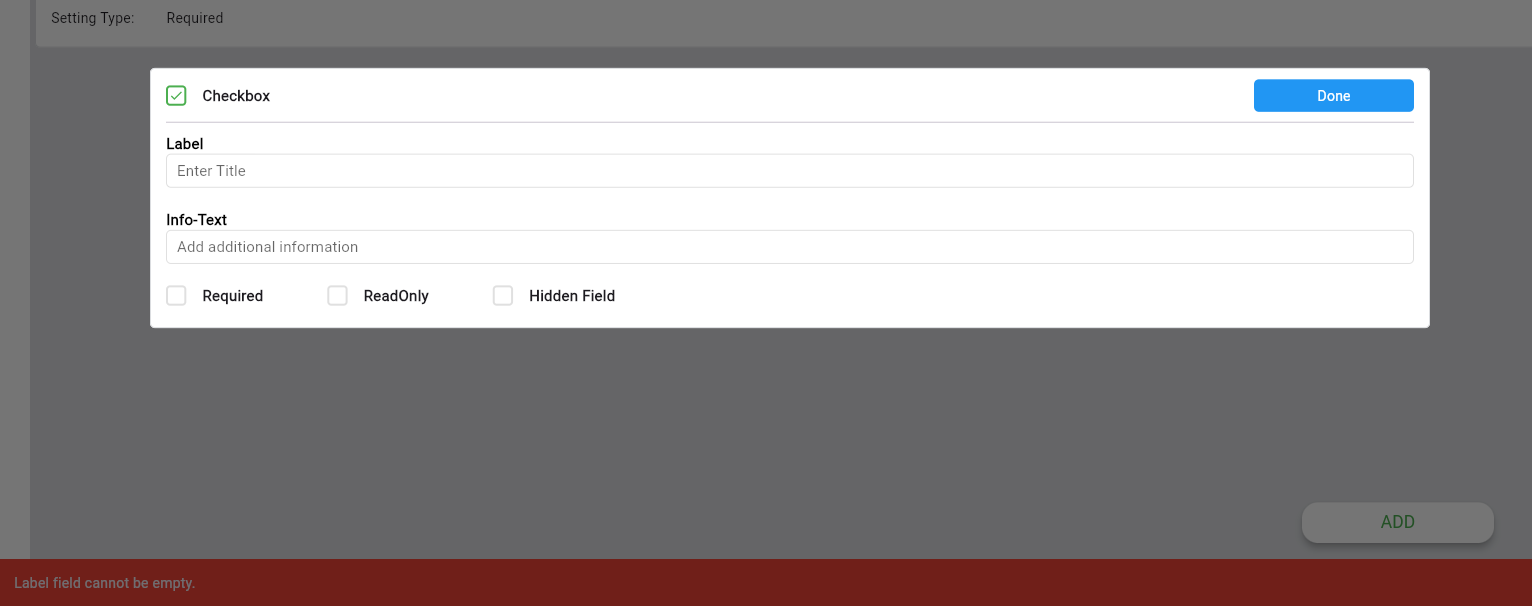 Setting Type: Required
Checkbox
Done
Label
Enter Title
Info-Text
Add additional information
Required ReadOnly Hidden Field
ADD
Label field cannot be empty.